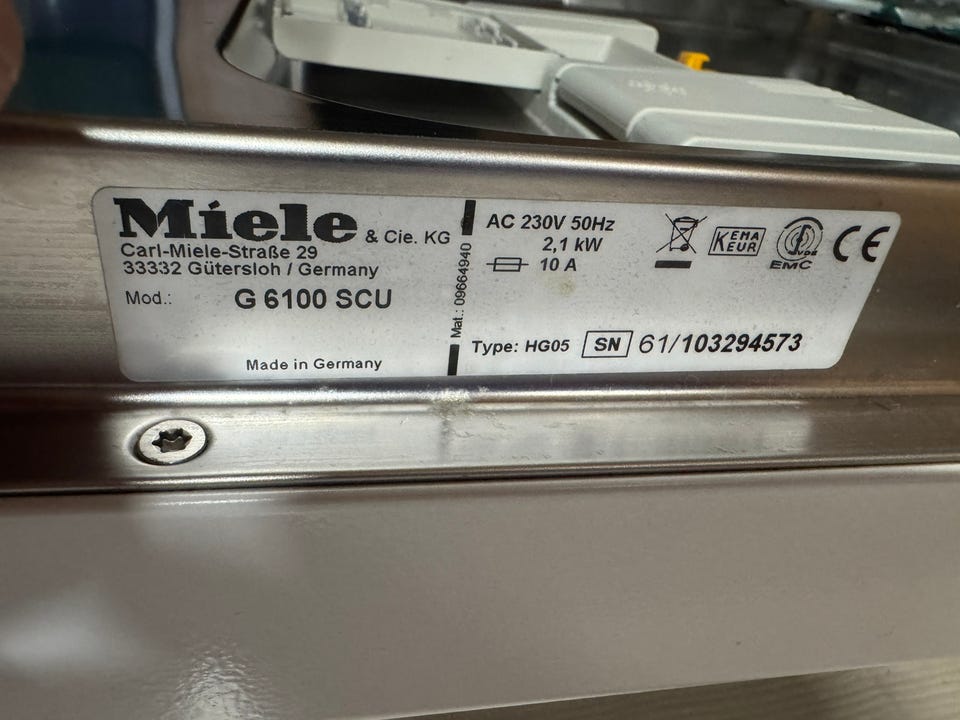 Miele & Cie. KG
Carl-Miele-Straße 29
33332 Gütersloh / Germany
Mod.: G 6100 SCU
Made in Germany
Mat.: 09664940
AC 230V 50Hz
2,1 kW
10 A
KEMA
KEUR
VDE
EMC
CE
Type: HG05 SN 61/103294573